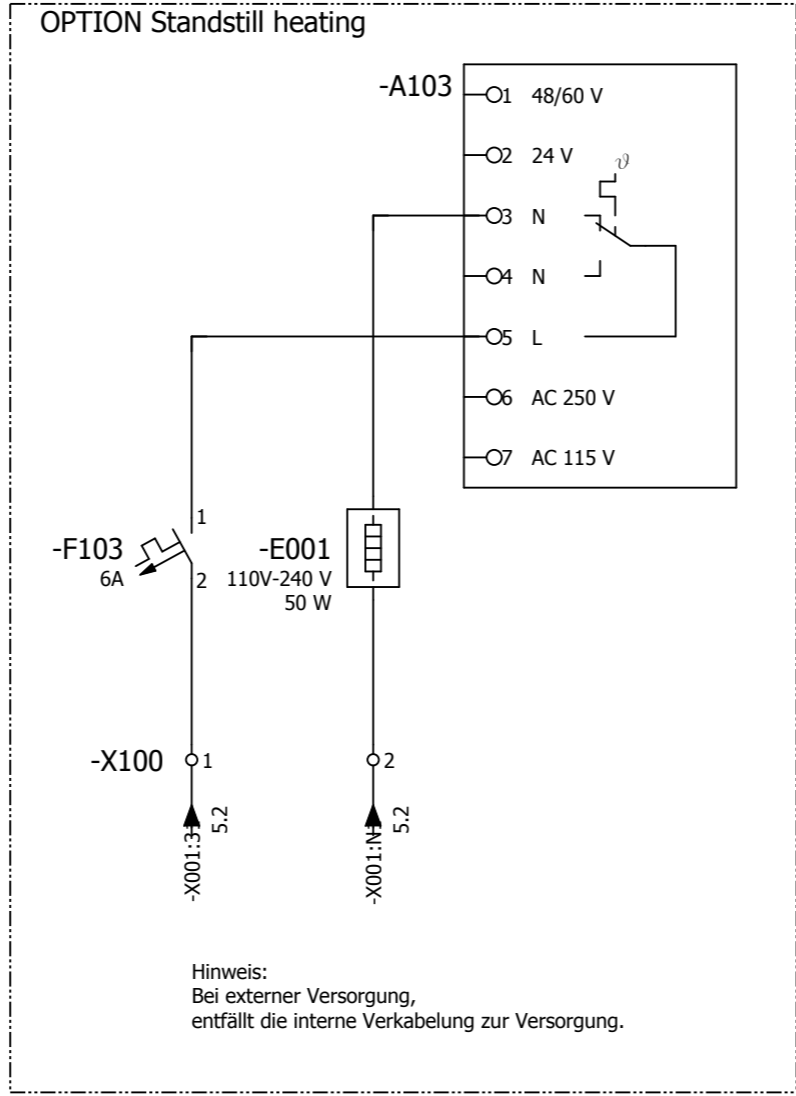 OPTION Standstill heating
-A103
1 48/60 V
2 24 V
ϑ
3 N
4 N
5 L
6 AC 250 V
7 AC 115 V
1
-F103
6A
2
-E001
110V-240 V
50 W
-X100
1
2
-X001:3
5.2
-X001:N
5.2
Hinweis:
Bei externer Versorgung,
entfällt die interne Verkabelung zur Versorgung.